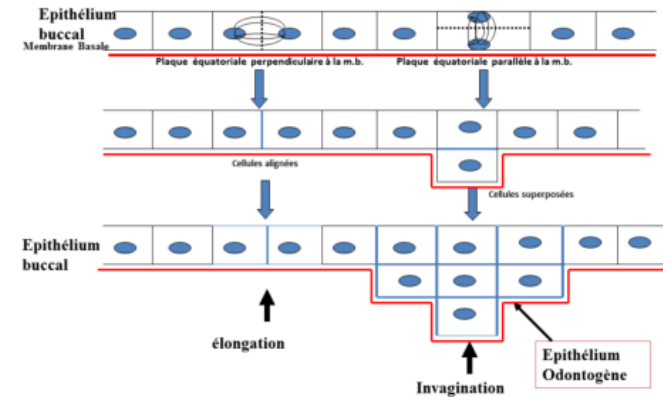 Epithélium
buccal
Membrane Basale
Plaque équatoriale perpendiculaire à la m.b.
Plaque équatoriale parallèle à la m.b.
Cellules alignées
Cellules superposées
Epithélium
buccal
élongation
Invagination
Epithélium
Odontogène